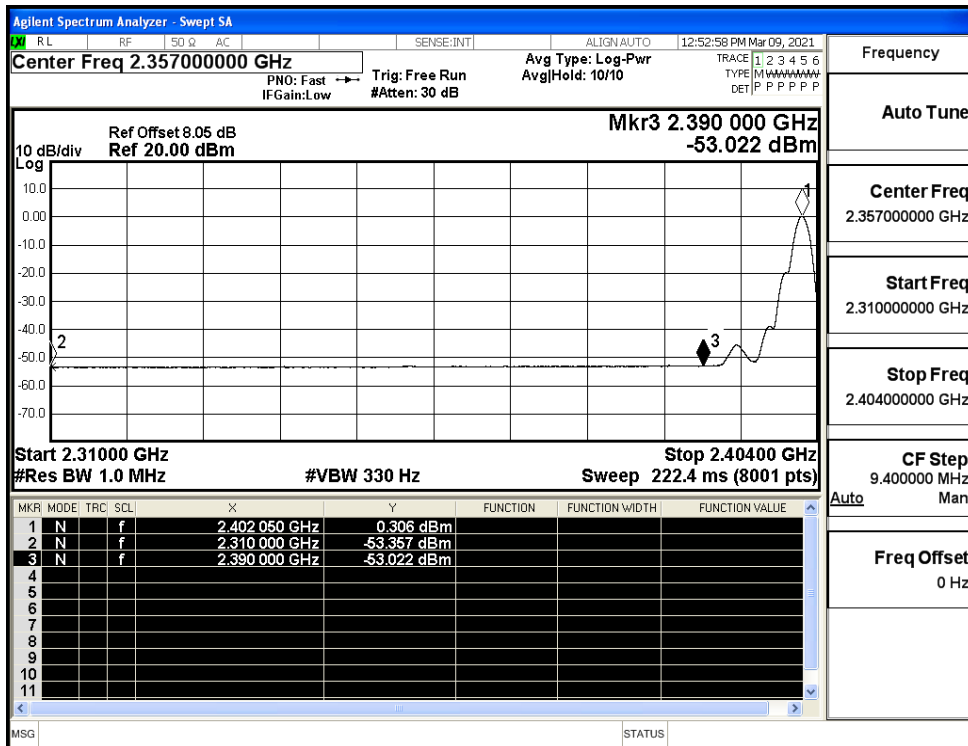 Agilent Spectrum Analyzer - Swept SA
LXI RL RF 50 Ω AC SENSE:INT ALIGNAUTO 12:52:58 PM Mar 09, 2021
Center Freq 2.357000000 GHz
PNO: Fast
IFGain:Low
Trig: Free Run
#Atten: 30 dB
Avg Type: Log-Pwr
Avg|Hold: 10/10
TRACE 1 2 3 4 5 6
TYPE M W W W W W
DET P P P P P P
Ref Offset 8.05 dB
Ref 20.00 dBm
Mkr3 2.390 000 GHz
-53.022 dBm
10 dB/div
Log
10.0
0.00
-10.0
-20.0
-30.0
-40.0
-50.0
-60.0
-70.0
1
2
3
Start 2.31000 GHz
Stop 2.40400 GHz
#Res BW 1.0 MHz
#VBW 330 Hz
Sweep 222.4 ms (8001 pts)
MKR MODE TRC SCL X Y FUNCTION FUNCTION WIDTH FUNCTION VALUE
1 N f 2.402 050 GHz 0.306 dBm
2 N f 2.310 000 GHz -53.357 dBm
3 N f 2.390 000 GHz -53.022 dBm
4
5
6
7
8
9
10
11
MSG
STATUS
Frequency
Auto Tune
Center Freq
2.357000000 GHz
Start Freq
2.310000000 GHz
Stop Freq
2.404000000 GHz
CF Step
9.400000 MHz
Auto Man
Freq Offset
0 Hz